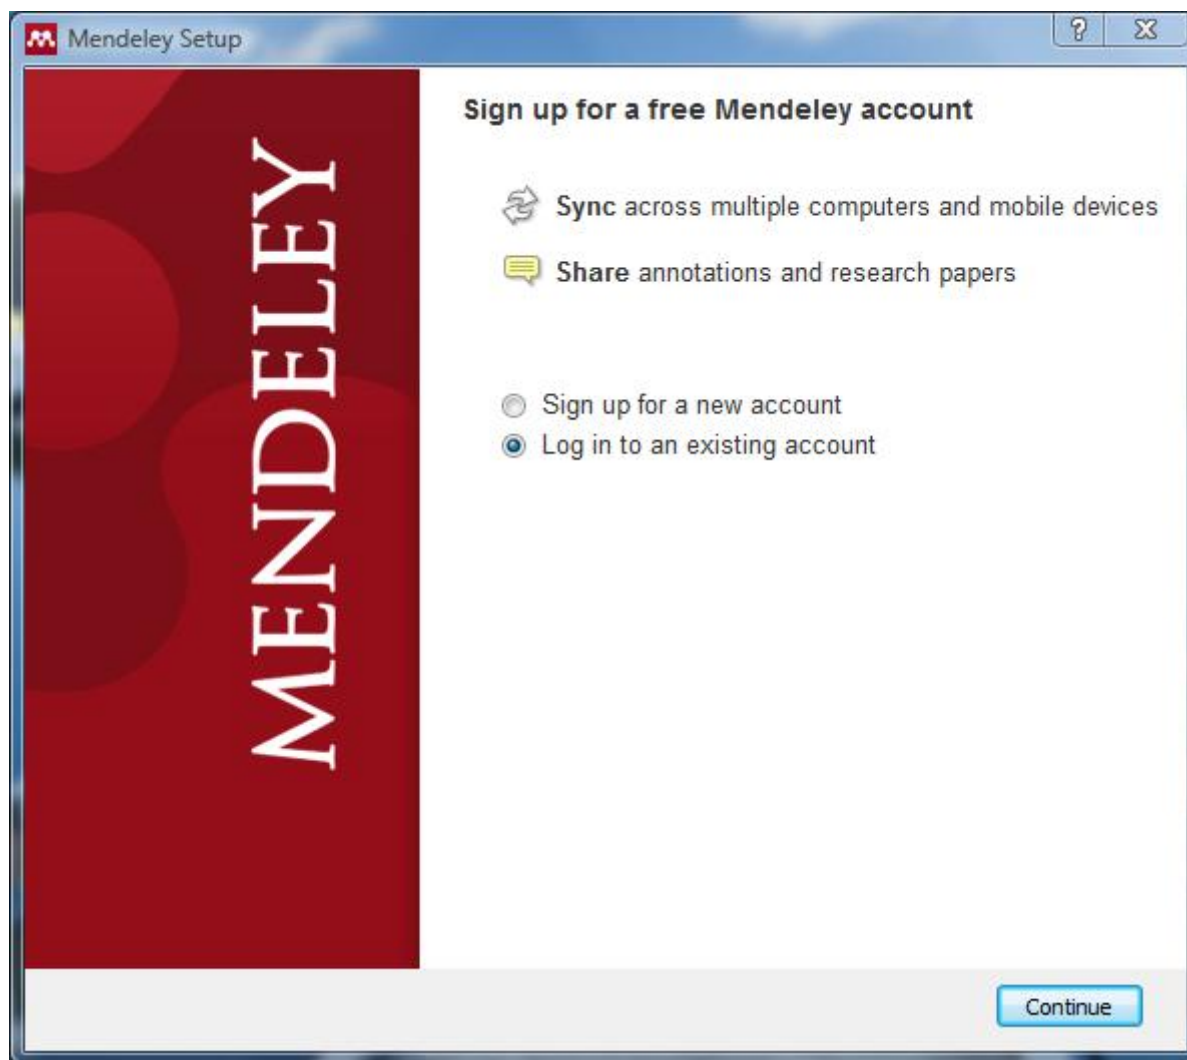 Mendeley Setup
MENDELEY
Sign up for a free Mendeley account
Sync across multiple computers and mobile devices
Share annotations and research papers
Sign up for a new account
Log in to an existing account
Continue